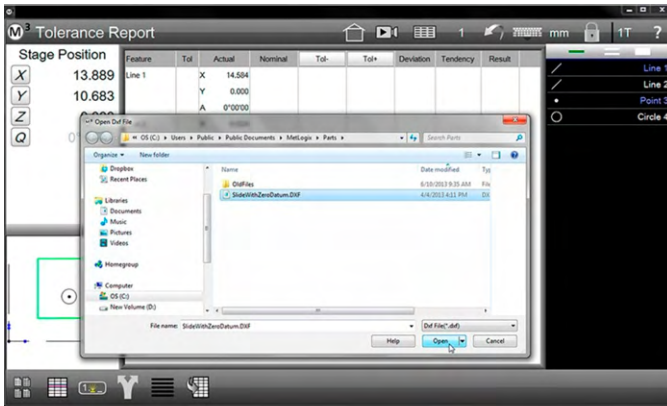 M³ Tolerance Report
1 mm 1T ?
Stage Position
X 13.889
Y 10.683
Z
Q
Feature Tol Actual Nominal Tol- Tol+ Deviation Tendency Result
Line 1 X 14.584
Y 0.000
A 0°00'00
Line 1
Line 2
Point 3
Circle 4
Open Dxf File
« OS (C:) ▸ Users ▸ Public ▸ Public Documents ▸ MetLogix ▸ Parts ▸
Search Parts
Organize New folder
Dropbox
Recent Places
Libraries
Documents
Music
Pictures
Videos
Homegroup
Computer
OS (C:)
New Volume (D:)
Name Date modified Typ
OldFiles 6/10/2013 9:35 AM File
SlideWithZeroDatum.DXF 4/4/2013 4:11 PM DX
File name: SlideWithZeroDatum.DXF Dxf File(*.dxf)
Help Open Cancel